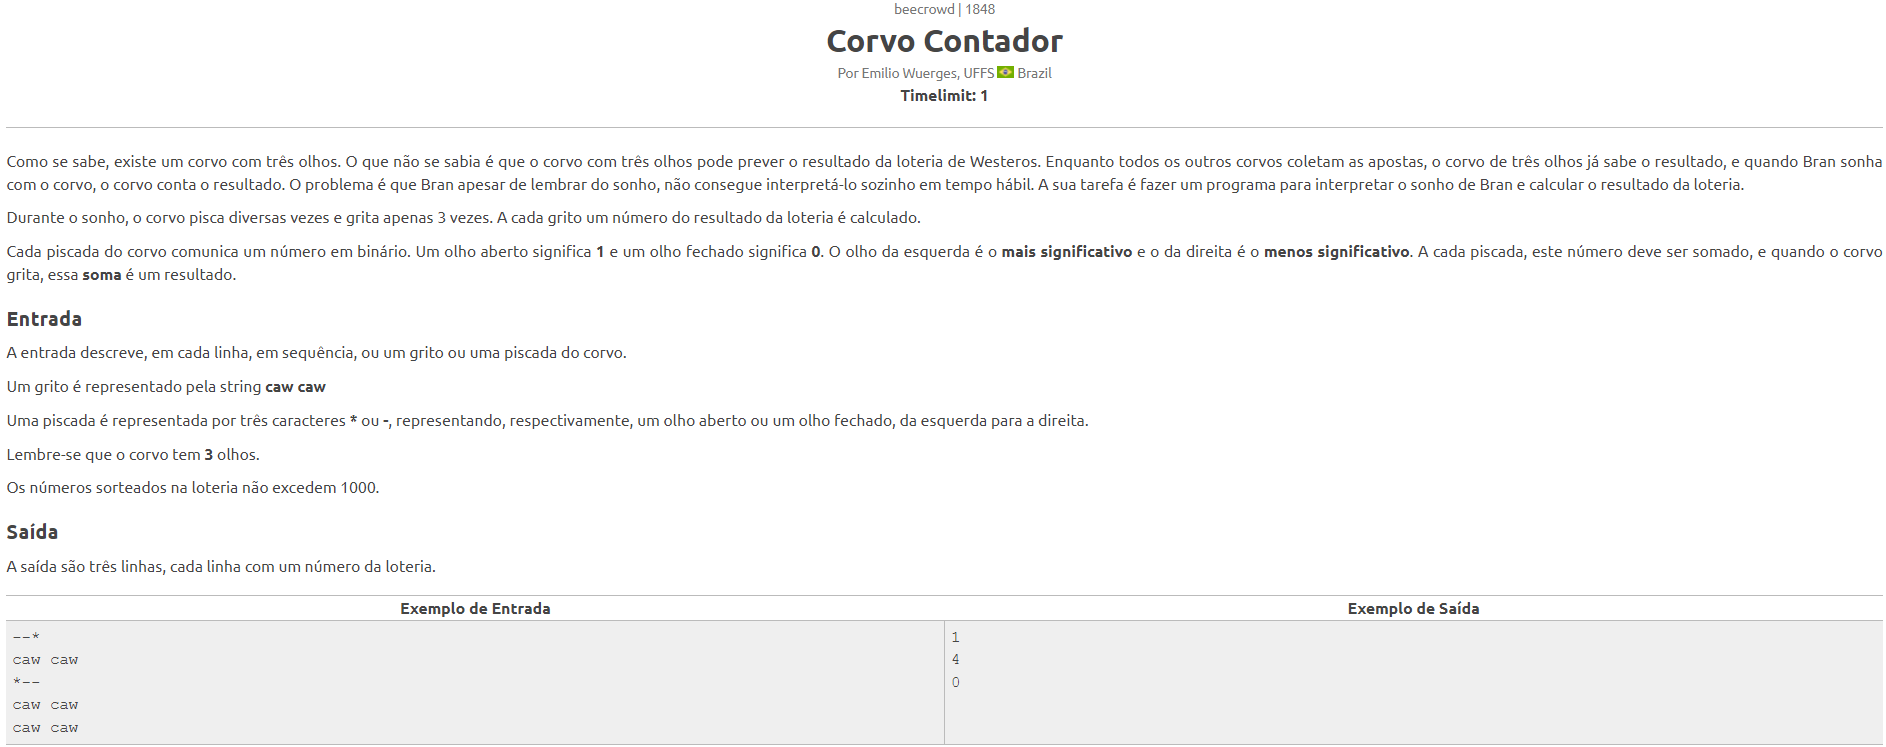 beecrowd | 1848
Corvo Contador
Por Emilio Wuerges, UFFS Brazil
Timelimit: 1
Como se sabe, existe um corvo com três olhos. O que não se sabia é que o corvo com três olhos pode prever o resultado da loteria de Westeros. Enquanto todos os outros corvos coletam as apostas, o corvo de três olhos já sabe o resultado, e quando Bran sonha
com o corvo, o corvo conta o resultado. O problema é que Bran apesar de lembrar do sonho, não consegue interpretá-lo sozinho em tempo hábil. A sua tarefa é fazer um programa para interpretar o sonho de Bran e calcular o resultado da loteria.
Durante o sonho, o corvo pisca diversas vezes e grita apenas 3 vezes. A cada grito um número do resultado da loteria é calculado.
Cada piscada do corvo comunica um número em binário. Um olho aberto significa 1 e um olho fechado significa 0. O olho da esquerda é o mais significativo e o da direita é o menos significativo. A cada piscada, este número deve ser somado, e quando o corvo
grita, essa soma é um resultado.
Entrada
A entrada descreve, em cada linha, em sequência, ou um grito ou uma piscada do corvo.
Um grito é representado pela string caw caw
Uma piscada é representada por três caracteres * ou -, representando, respectivamente, um olho aberto ou um olho fechado, da esquerda para a direita.
Lembre-se que o corvo tem 3 olhos.
Os números sorteados na loteria não excedem 1000.
Saída
A saída são três linhas, cada linha com um número da loteria.
Exemplo de Entrada
--*
caw caw
*--
caw caw
caw caw
Exemplo de Saída
1
4
0